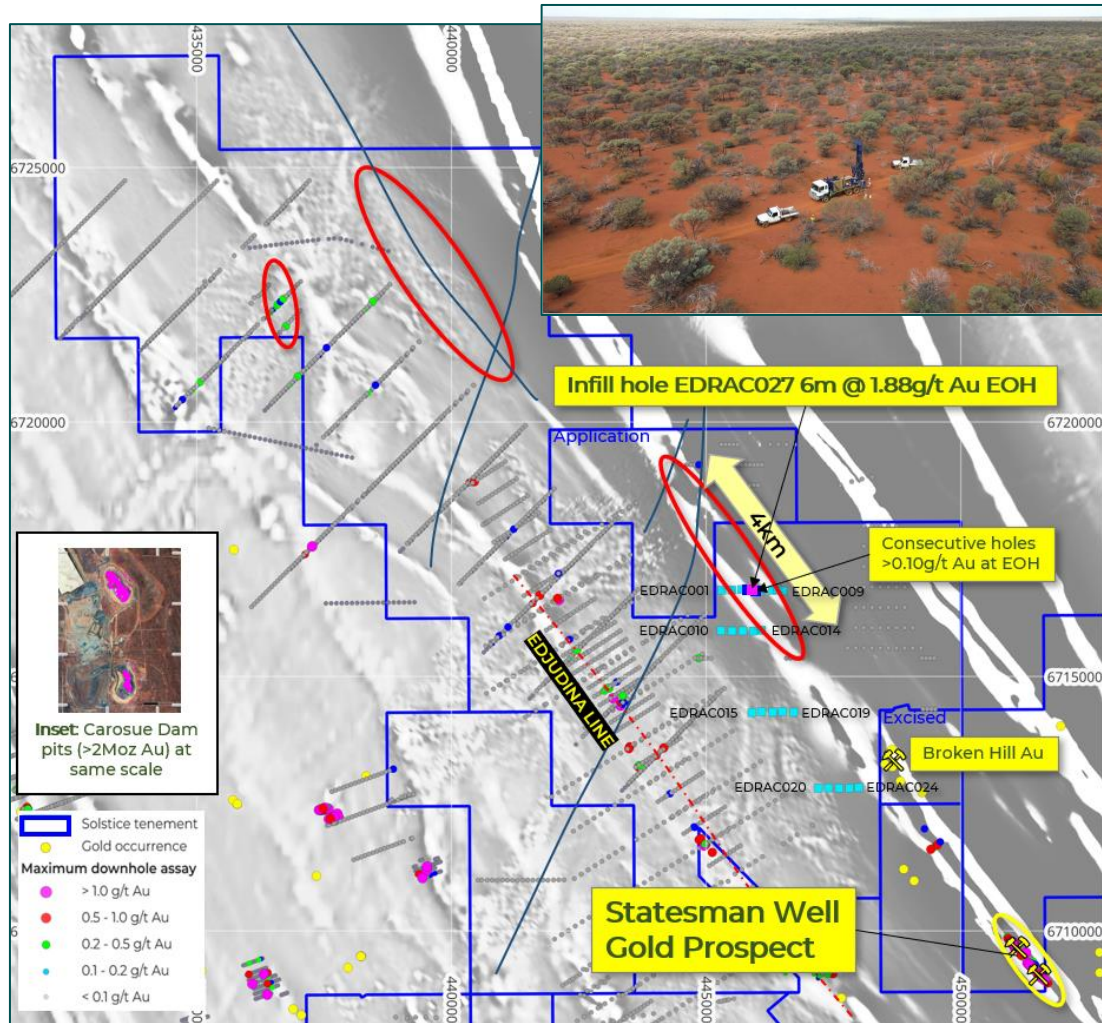 435000
440000
6725000
6720000
6720000
Infill hole EDRAC027 6m @ 1.88g/t Au EOH
Application
4km
Consecutive holes
>0.10g/t Au at EOH
EDRAC001
EDRAC009
EDRAC010
EDRAC014
EDJUDINA LINE
6715000
EDRAC015
EDRAC019
Excised
Broken Hill Au
EDRAC020
EDRAC024
Inset: Carosue Dam
pits (>2Moz Au) at
same scale
Solstice tenement
Gold occurrence
Maximum downhole assay
> 1.0 g/t Au
0.5 - 1.0 g/t Au
0.2 - 0.5 g/t Au
0.1 - 0.2 g/t Au
< 0.1 g/t Au
Statesman Well
Gold Prospect
6710000
440000
445000
450000